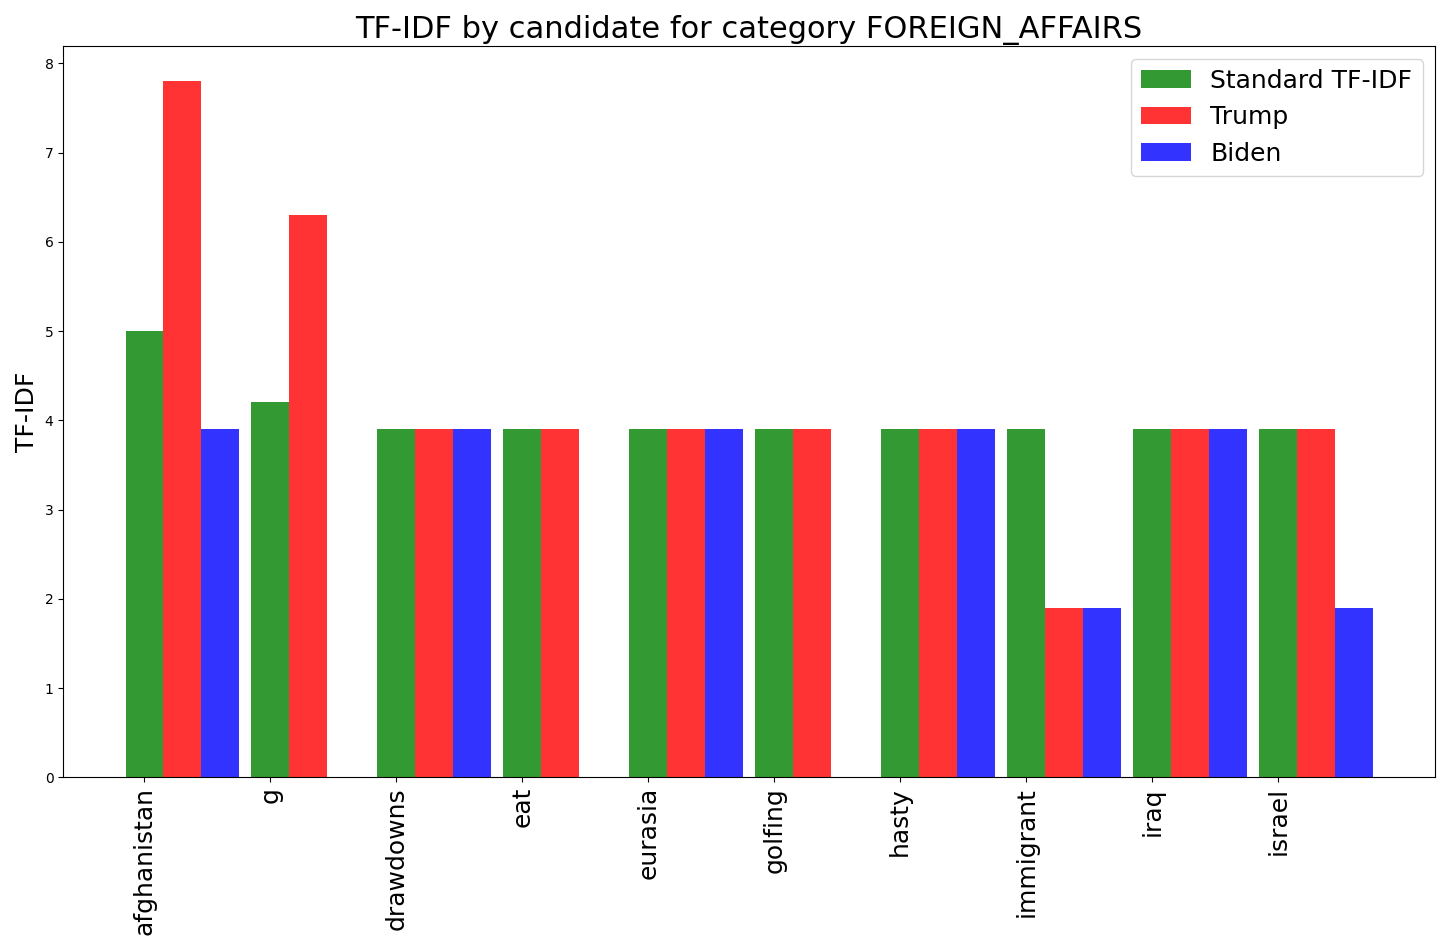 TF-IDF by candidate for category FOREIGN_AFFAIRS
Standard TF-IDF
Trump
Biden
TF-IDF
8
7
6
5
4
3
2
1
0
afghanistan
g
drawdowns
eat
eurasia
golfing
hasty
immigrant
iraq
israel